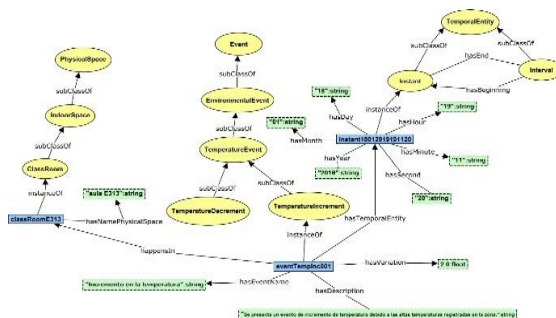 TemporalEntity
Event
subClassOf
subClassOf
PhysicalSpace
hasEnd
subClassOf
Instant
Interval
subClassOf
EnvironmentalEvent
"18":string
hasBeginning
IndoorSpace
hasDay
instanceOf
hasHour
"19":string
subClassOf
"01":string
subClassOf
hasMonth
TemperatureEvent
hasMinute
ClassRoom
hasYear
"11":string
"aula E313":string
"2019":string
hasSecond
instanceOf
subClassOf
subClassOf
"20":string
classRoomE313
hasNamePhysicalSpace
TemperatureDecrement
TemperatureIncrement
hasTemporalEntity
happensIn
instanceOf
hasVariation
2.0:float
eventTempInc001
"Incremento en la temperatura":string
hasEventName
hasDescription
"Se presenta un evento de incremento de temperatura debido a las altas temperaturas registradas en la zona.":string